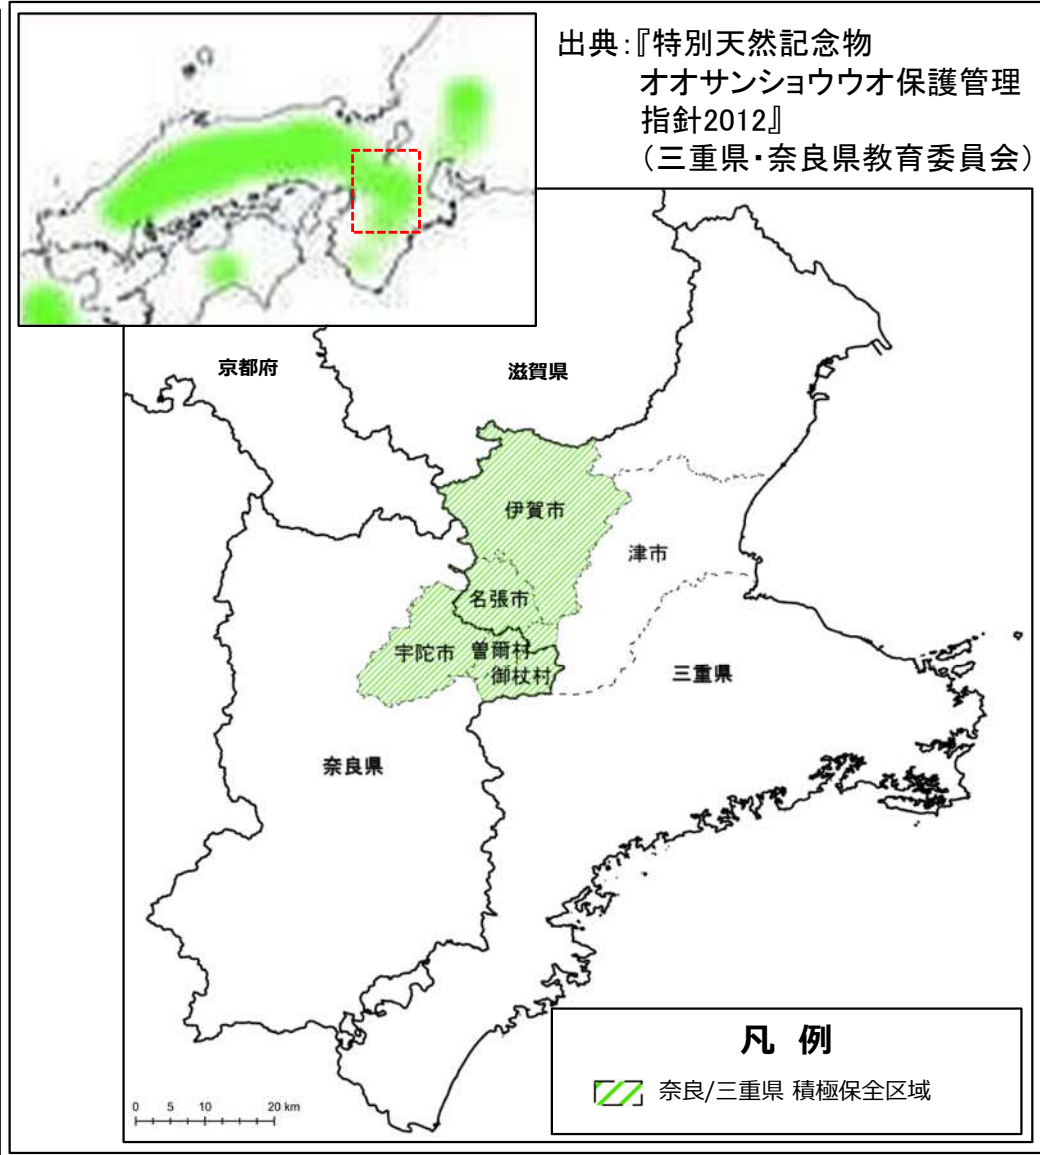 出典：『特別天然記念物
オオサンショウウオ保護管理
指針2012』
（三重県・奈良県教育委員会）
京都府
滋賀県
伊賀市
津市
名張市
宇陀市
曽爾村
御杖村
三重県
奈良県
凡 例
奈良/三重県 積極保全区域
0 5 10 20 km